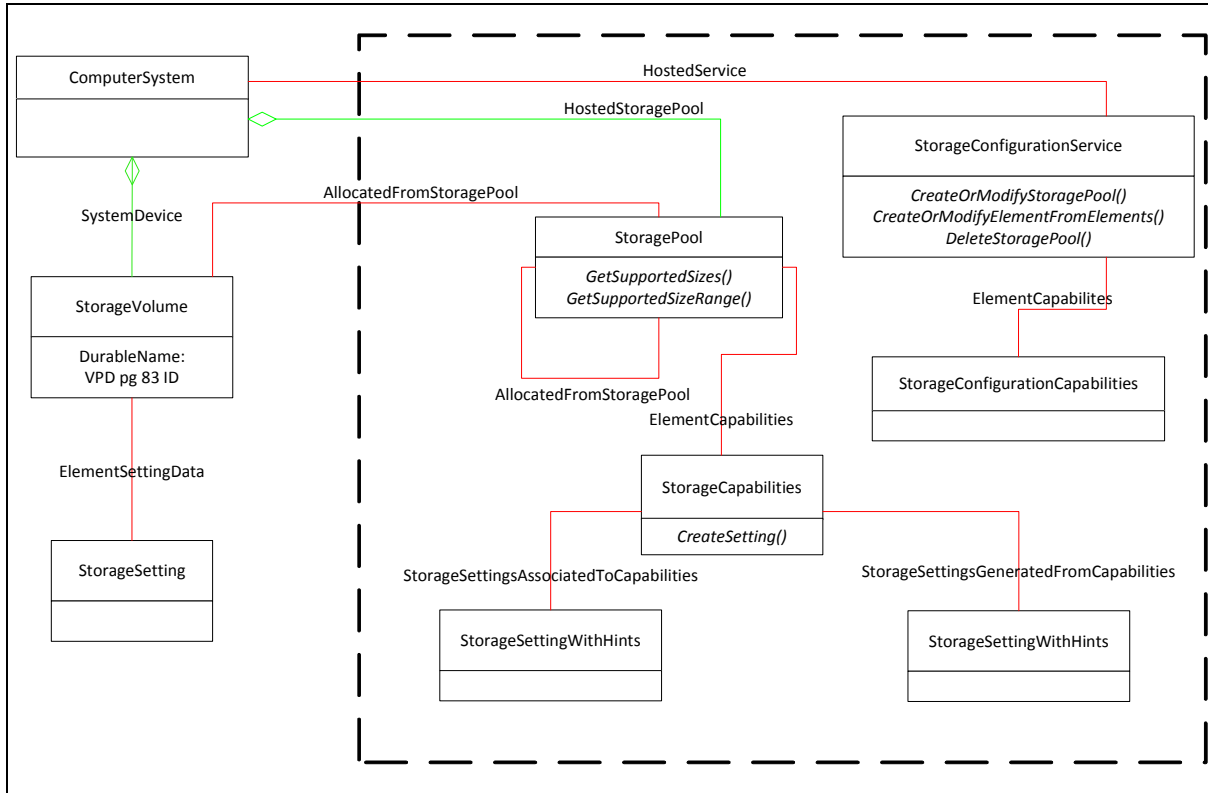 ComputerSystem
HostedService
HostedStoragePool
StorageConfigurationService
CreateOrModifyStoragePool()
CreateOrModifyElementFromElements()
DeleteStoragePool()
AllocatedFromStoragePool
SystemDevice
StoragePool
GetSupportedSizes()
GetSupportedSizeRange()
StorageVolume
DurableName:
VPD pg 83 ID
ElementCapabilites
StorageConfigurationCapabilities
AllocatedFromStoragePool
ElementCapabilities
ElementSettingData
StorageCapabilities
CreateSetting()
StorageSetting
StorageSettingsAssociatedToCapabilities
StorageSettingsGeneratedFromCapabilities
StorageSettingWithHints
StorageSettingWithHints